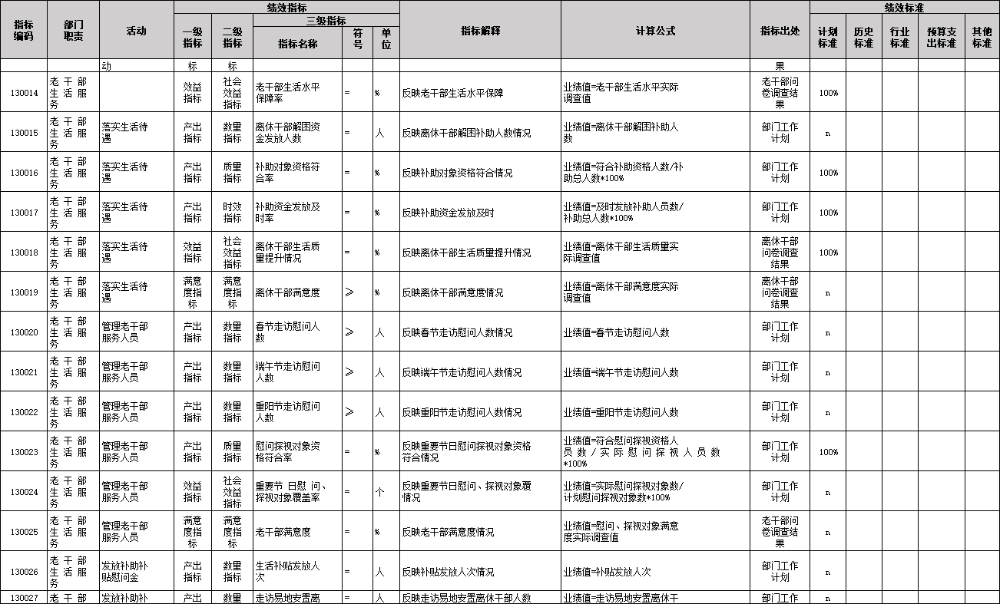 指标编码 部门职责 活动 绩效指标 指标解释 计算公式 指标出处 绩效标准
一级指标 二级指标 三级指标 计划标准 历史标准 行业标准 预算支出标准 其他标准
指标名称 符号 单位
动 标 标 果
130014 老干部生活服务 效益指标 社会效益指标 老干部生活水平保障率 = % 反映老干部生活水平保障 业绩值=老干部生活水平实际调查值 老干部问卷调查结果 100%
130015 老干部生活服务 落实生活待遇 产出指标 数量指标 离休干部解困资金发放人数 = 人 反映离休干部解困补助人数情况 业绩值=离休干部解困补助人数 部门工作计划 n
130016 老干部生活服务 落实生活待遇 产出指标 质量指标 补助对象资格符合率 = % 反映补助对象资格符合情况 业绩值=符合补助资格人数/补助总人数*100% 部门工作计划 100%
130017 老干部生活服务 落实生活待遇 产出指标 时效指标 补助资金发放及时率 = % 反映补助资金发放及时 业绩值=及时发放补助人员数/补助总人数*100% 部门工作计划 100%
130018 老干部生活服务 落实生活待遇 效益指标 社会效益指标 离休干部生活质量提升情况 = % 反映离休干部生活质量提升情况 业绩值=离休干部生活质量实际调查值 离休干部问卷调查结果 100%
130019 老干部生活服务 落实生活待遇 满意度指标 满意度指标 离休干部满意度 ≥ % 反映离休干部满意度情况 业绩值=离休干部满意度实际调查值 离休干部问卷调查结果 n
130020 老干部生活服务 管理老干部服务人员 产出指标 数量指标 春节走访慰问人数 ≥ 人 反映春节走访慰问人数情况 业绩值=春节走访慰问人数 部门工作计划 n
130021 老干部生活服务 管理老干部服务人员 产出指标 数量指标 端午节走访慰问人数 ≥ 人 反映端午节走访慰问人数情况 业绩值=端午节走访慰问人数 部门工作计划 n
130022 老干部生活服务 管理老干部服务人员 产出指标 数量指标 重阳节走访慰问人数 ≥ 人 反映重阳节走访慰问人数情况 业绩值=重阳节走访慰问人数 部门工作计划 n
130023 老干部生活服务 管理老干部服务人员 产出指标 质量指标 慰问探视对象资格符合率 = % 反映重要节日慰问探视对象资格符合情况 业绩值=符合慰问探视资格人员数/实际慰问探视人员数*100% 部门工作计划 100%
130024 老干部生活服务 管理老干部服务人员 效益指标 社会效益指标 重要节 日慰 问、探视对象覆盖率 = 个 反映重要节日慰问、探视对象覆情况 业绩值=实际慰问探视对象数/计划慰问探视对象数*100% 部门工作计划 n
130025 老干部生活服务 管理老干部服务人员 满意度指标 满意度指标 老干部满意度 = % 反映老干部满意度情况 业绩值=慰问、探视对象满意度实际调查值 老干部问卷调查结果 n
130026 老干部生活服务 发放补助补贴慰问金 产出指标 数量指标 生活补贴发放人次 = 人 反映补贴发放人次情况 业绩值=补贴发放人次 部门工作计划 n
130027 老干部 发放补助补 产出 数量 走访易地安置离 = 人 反映走访易地安置离休干部人数 业绩值=走访易地安置离休干 部门工作 n